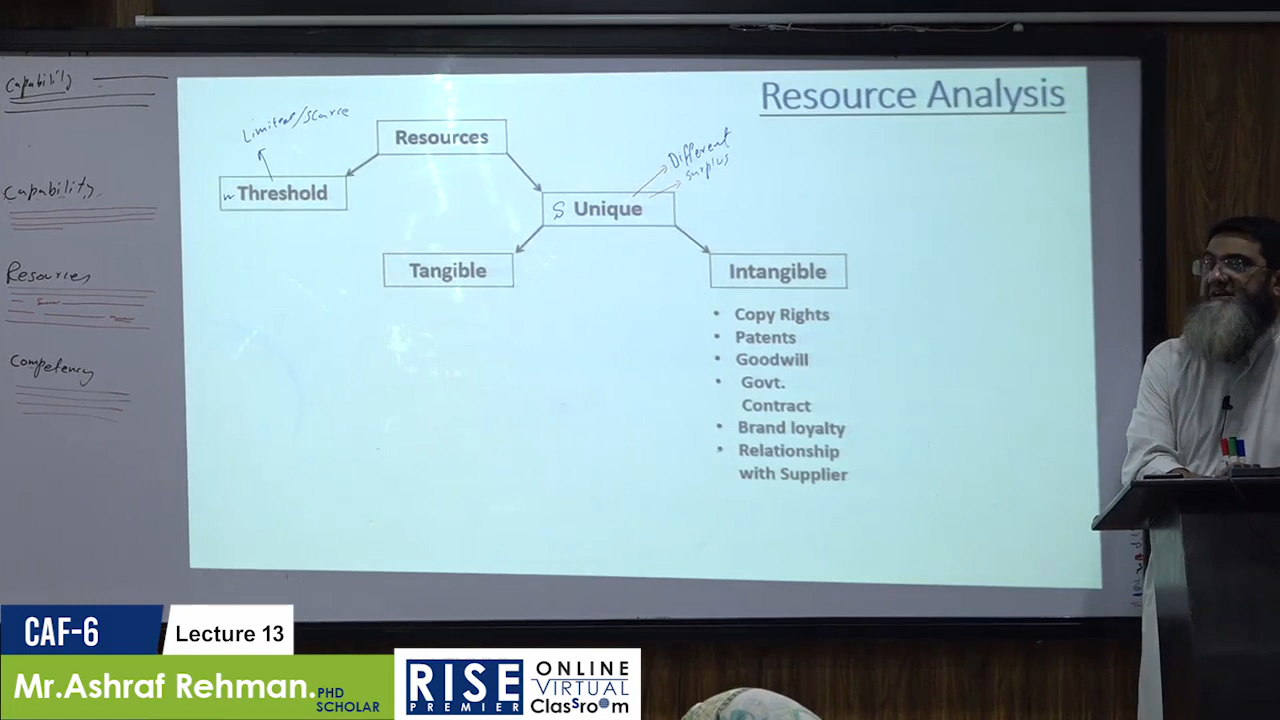 Capability
Capability
Resources
Competency
Resource Analysis
Limited/Scarce
Resources
Different
Surplus
w Threshold
S Unique
Tangible
Intangible
• Copy Rights
• Patents
• Goodwill
• Govt.
Contract
• Brand loyalty
• Relationship
with Supplier
CAF-6
Lecture 13
Mr.Ashraf Rehman. PHD
SCHOLAR
RISE
PREMIER
ONLINE
VIRTUAL
Classroom